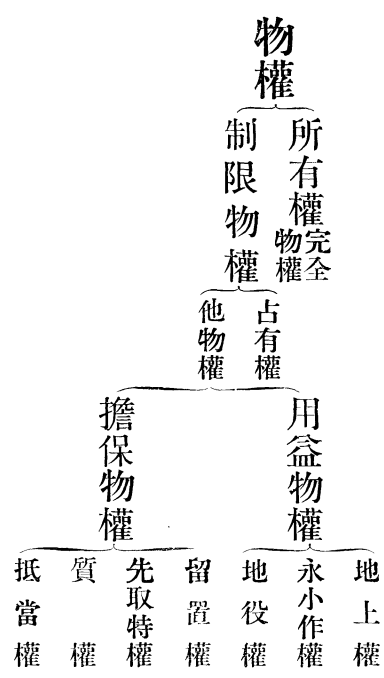 物權
所有權
完全
物權
制限物權
占有權
他物權
用益物權
擔保物權
地上權
永小作權
地役權
留置權
先取特權
質權
抵當權